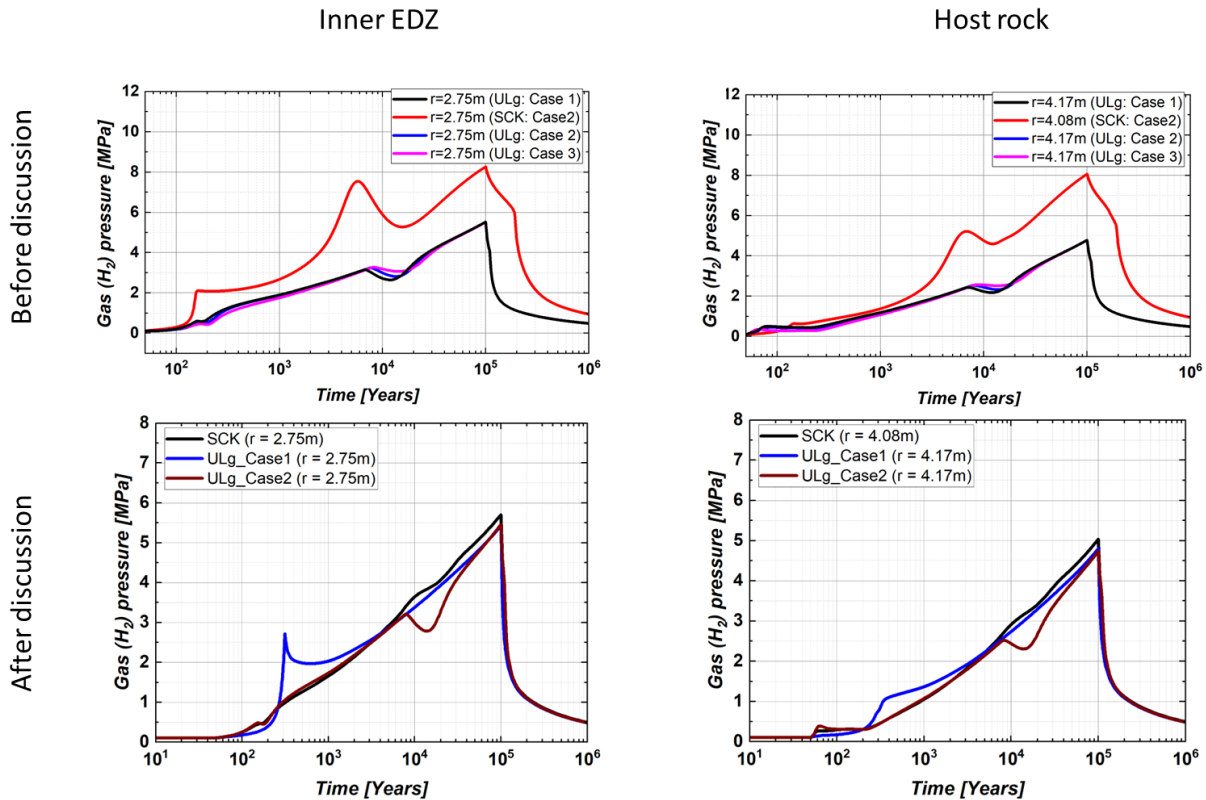 Inner EDZ
Host rock
Before discussion
Gas (H₂) pressure [MPa]
12
10
8
6
4
2
0
r=2.75m (ULg: Case 1)
r=2.75m (SCK: Case2)
r=2.75m (ULg: Case 2)
r=2.75m (ULg: Case 3)
10² 10³ 10⁴ 10⁵ 10⁶
Time [Years]
Gas (H₂) pressure [MPa]
12
10
8
6
4
2
0
r=4.17m (ULg: Case 1)
r=4.08m (SCK: Case2)
r=4.17m (ULg: Case 2)
r=4.17m (ULg: Case 3)
10² 10³ 10⁴ 10⁵ 10⁶
Time [Years]
After discussion
Gas (H₂) pressure [MPa]
8
7
6
5
4
3
2
1
0
SCK (r = 2.75m)
ULg_Case1 (r = 2.75m)
ULg_Case2 (r = 2.75m)
10¹ 10² 10³ 10⁴ 10⁵ 10⁶
Time [Years]
Gas (H₂) pressure [MPa]
8
7
6
5
4
3
2
1
0
SCK (r = 4.08m)
ULg_Case1 (r = 4.17m)
ULg_Case2 (r = 4.17m)
10¹ 10² 10³ 10⁴ 10⁵ 10⁶
Time [Years]